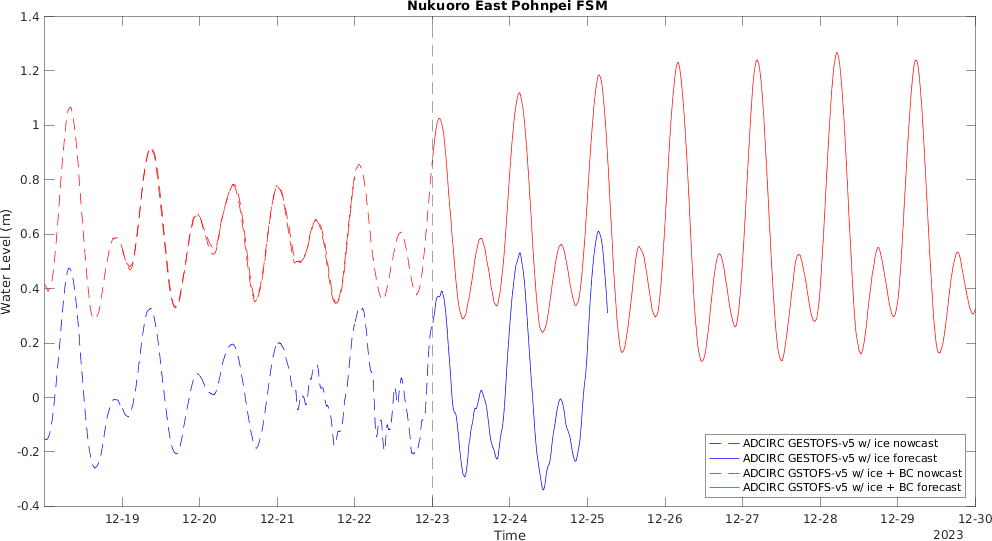 Nukuoro East Pohnpei FSM
Water Level (m)
1.4
1.2
1
0.8
0.6
0.4
0.2
0
-0.2
-0.4
ADCIRC GESTOFS-v5 w/ ice nowcast
ADCIRC GESTOFS-v5 w/ ice forecast
ADCIRC GSTOFS-v5 w/ ice + BC nowcast
ADCIRC GSTOFS-v5 w/ ice + BC forecast
12-19 12-20 12-21 12-22 12-23 12-24 12-25 12-26 12-27 12-28 12-29 12-30
Time
2023